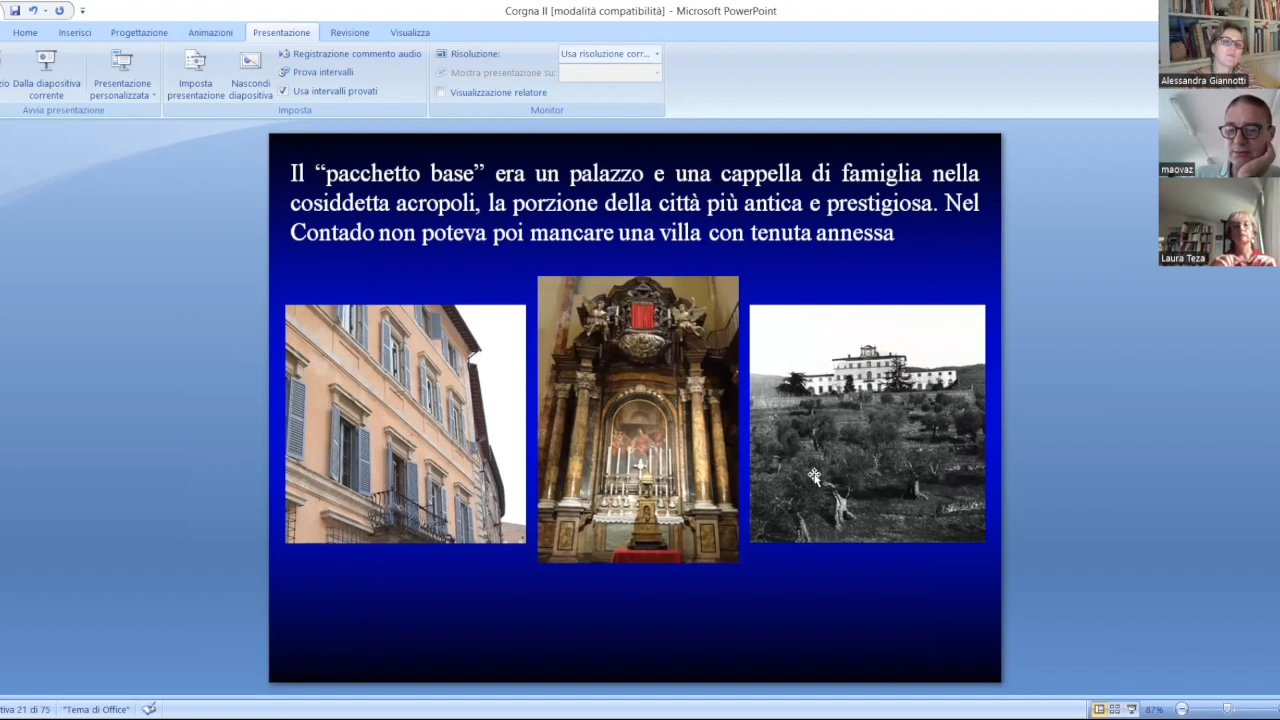 Corgna II [modalità compatibilità] - Microsoft PowerPoint
Home
Inserisci
Progettazione
Animazioni
Presentazione
Revisione
Visualizza
Dalla diapositiva
corrente
Presentazione
personalizzata
Avvia presentazione
Imposta
presentazione
Nascondi
diapositiva
Registrazione commento audio
Prova intervalli
Usa intervalli provati
Imposta
Risoluzione:
Usa risoluzione corr...
Mostra presentazione su:
Visualizzazione relatore
Monitor
Alessandra Giannotti
maovaz
Laura Teza
Il “pacchetto base” era un palazzo e una cappella di famiglia nella
cosiddetta acropoli, la porzione della città più antica e prestigiosa. Nel
Contado non poteva poi mancare una villa con tenuta annessa
tiva 21 di 75
"Tema di Office"
87%